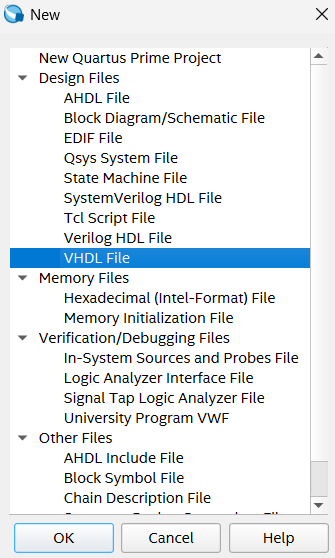 New
New Quartus Prime Project
Design Files
AHDL File
Block Diagram/Schematic File
EDIF File
Qsys System File
State Machine File
SystemVerilog HDL File
Tcl Script File
Verilog HDL File
VHDL File
Memory Files
Hexadecimal (Intel-Format) File
Memory Initialization File
Verification/Debugging Files
In-System Sources and Probes File
Logic Analyzer Interface File
Signal Tap Logic Analyzer File
University Program VWF
Other Files
AHDL Include File
Block Symbol File
Chain Description File
OK
Cancel
Help